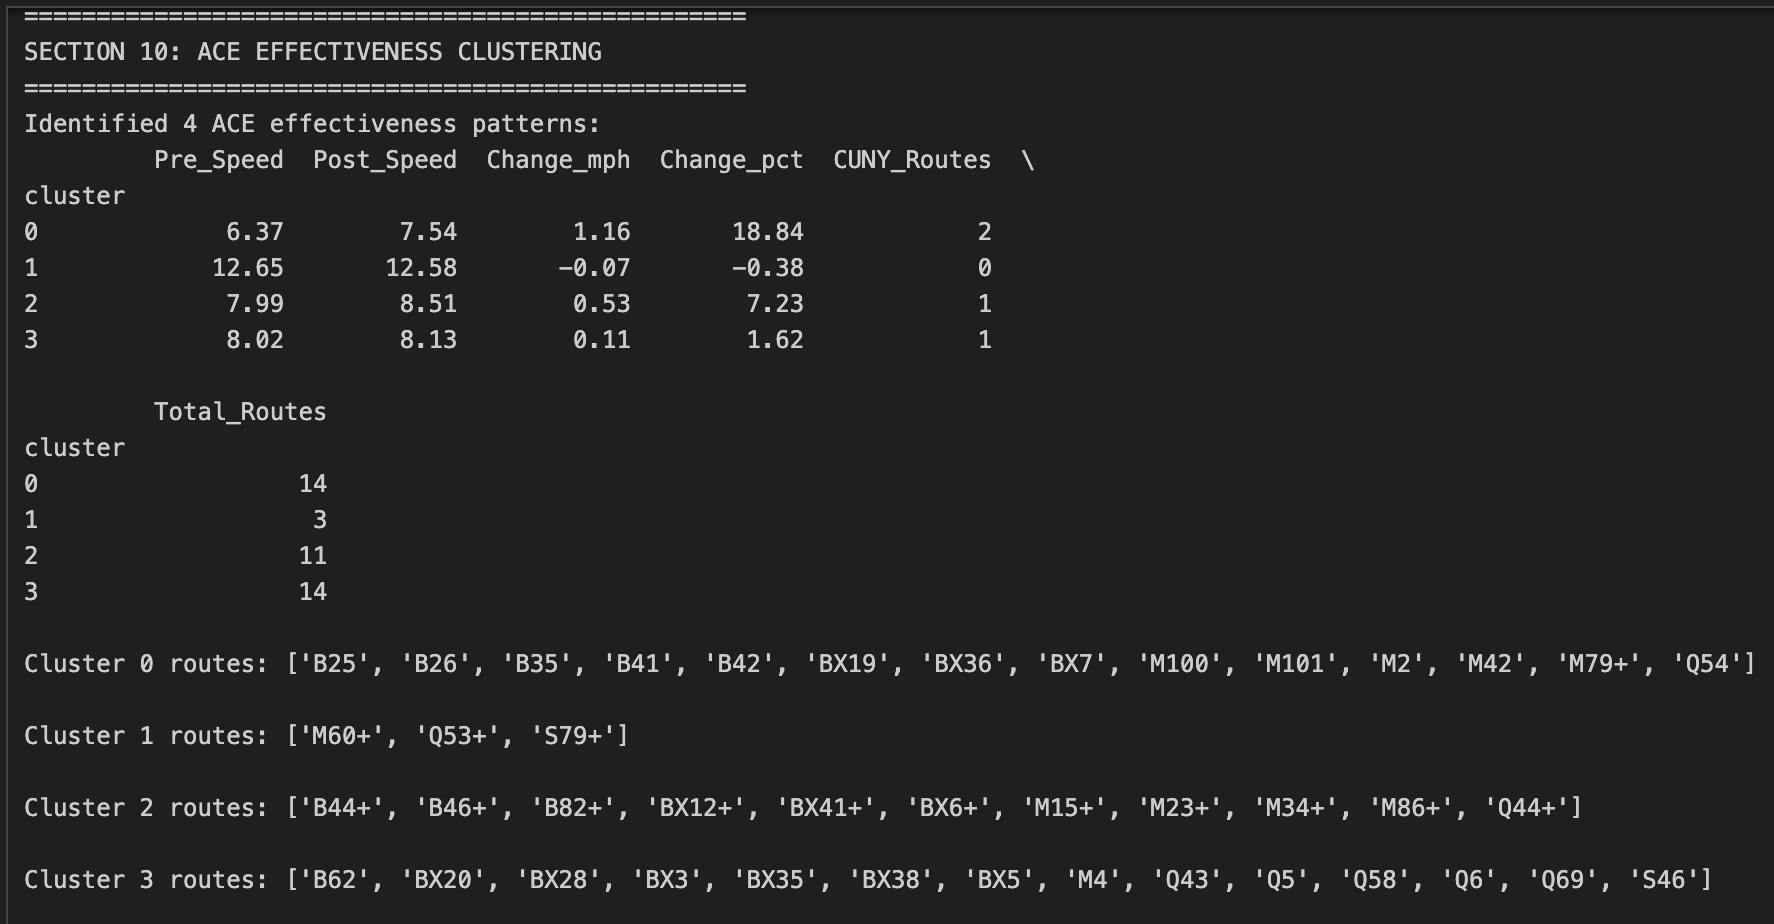 ==================================================
SECTION 10: ACE EFFECTIVENESS CLUSTERING
==================================================
Identified 4 ACE effectiveness patterns:
         Pre_Speed  Post_Speed  Change_mph  Change_pct  CUNY_Routes  \
cluster
0             6.37        7.54        1.16       18.84            2
1            12.65       12.58       -0.07       -0.38            0
2             7.99        8.51        0.53        7.23            1
3             8.02        8.13        0.11        1.62            1
         Total_Routes
cluster
0                  14
1                   3
2                  11
3                  14
Cluster 0 routes: ['B25', 'B26', 'B35', 'B41', 'B42', 'BX19', 'BX36', 'BX7', 'M100', 'M101', 'M2', 'M42', 'M79+', 'Q54']
Cluster 1 routes: ['M60+', 'Q53+', 'S79+']
Cluster 2 routes: ['B44+', 'B46+', 'B82+', 'BX12+', 'BX41+', 'BX6+', 'M15+', 'M23+', 'M34+', 'M86+', 'Q44+']
Cluster 3 routes: ['B62', 'BX20', 'BX28', 'BX3', 'BX35', 'BX38', 'BX5', 'M4', 'Q43', 'Q5', 'Q58', 'Q6', 'Q69', 'S46']